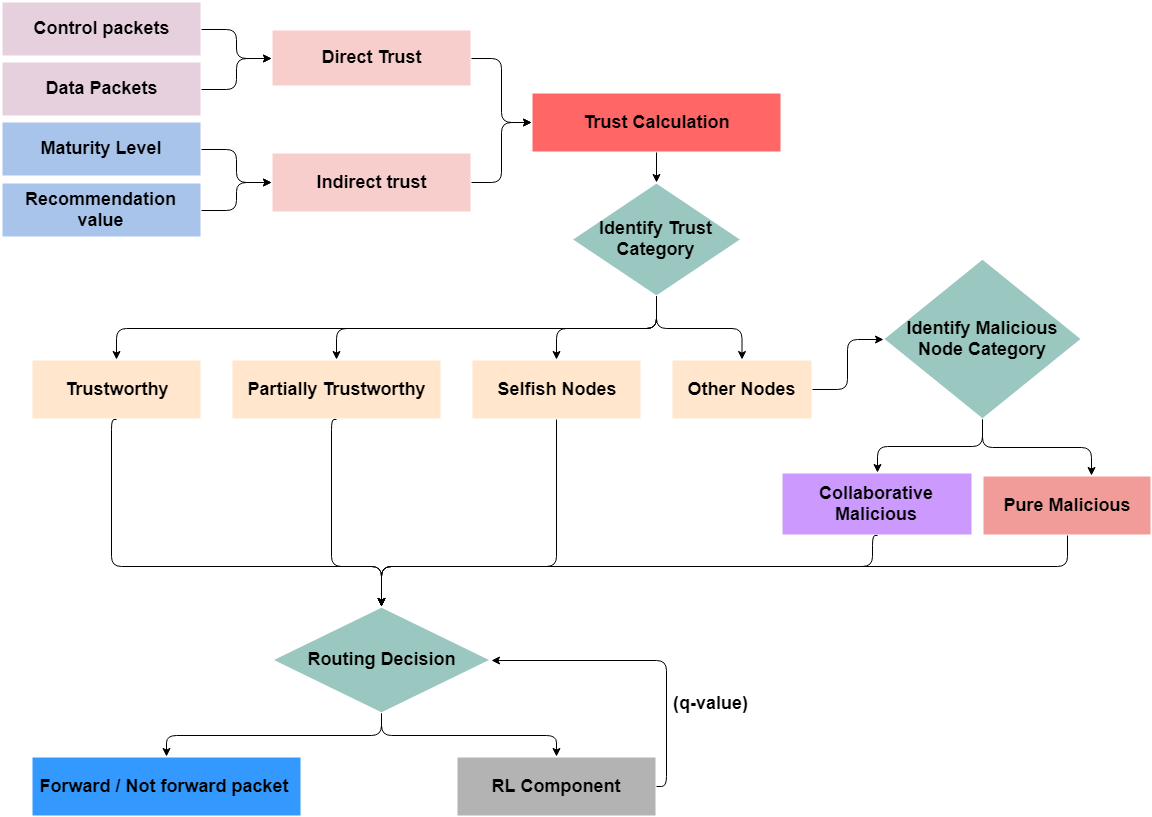 Control packets
Direct Trust
Data Packets
Trust Calculation
Maturity Level
Indirect trust
Recommendation
value
Identify Trust
Category
Identify Malicious
Node Category
Trustworthy
Partially Trustworthy
Selfish Nodes
Other Nodes
Collaborative
Malicious
Pure Malicious
Routing Decision
(q-value)
Forward / Not forward packet
RL Component